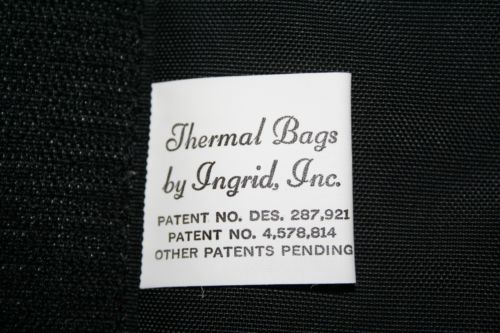 Thermal Bags
by Ingrid, Inc.
PATENT NO. DES. 287,921
PATENT NO. 4,578,814
OTHER PATENTS PENDING